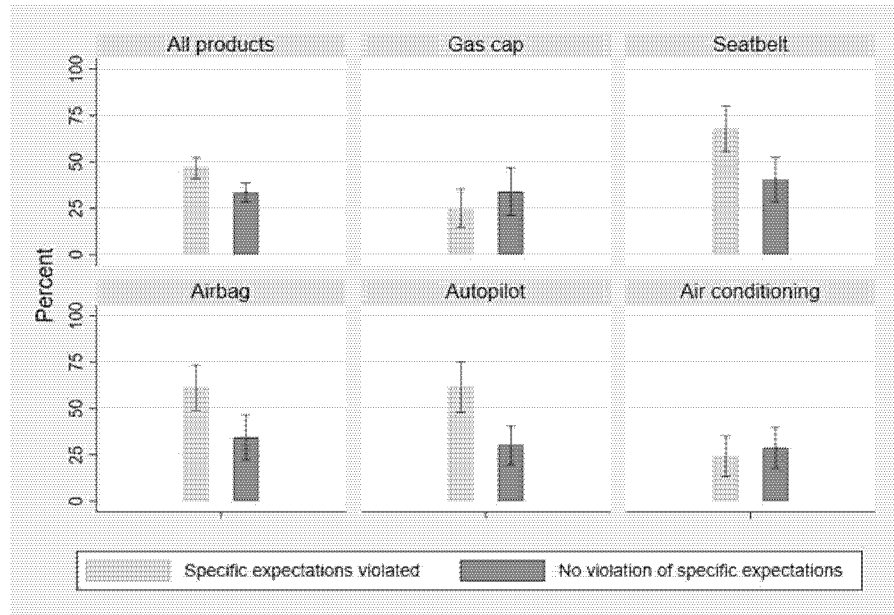 All products Gas cap Seatbelt
100
75
50
25
0
Percent
Airbag Autopilot Air conditioning
100
75
50
25
0
Specific expectations violated No violation of specific expectations